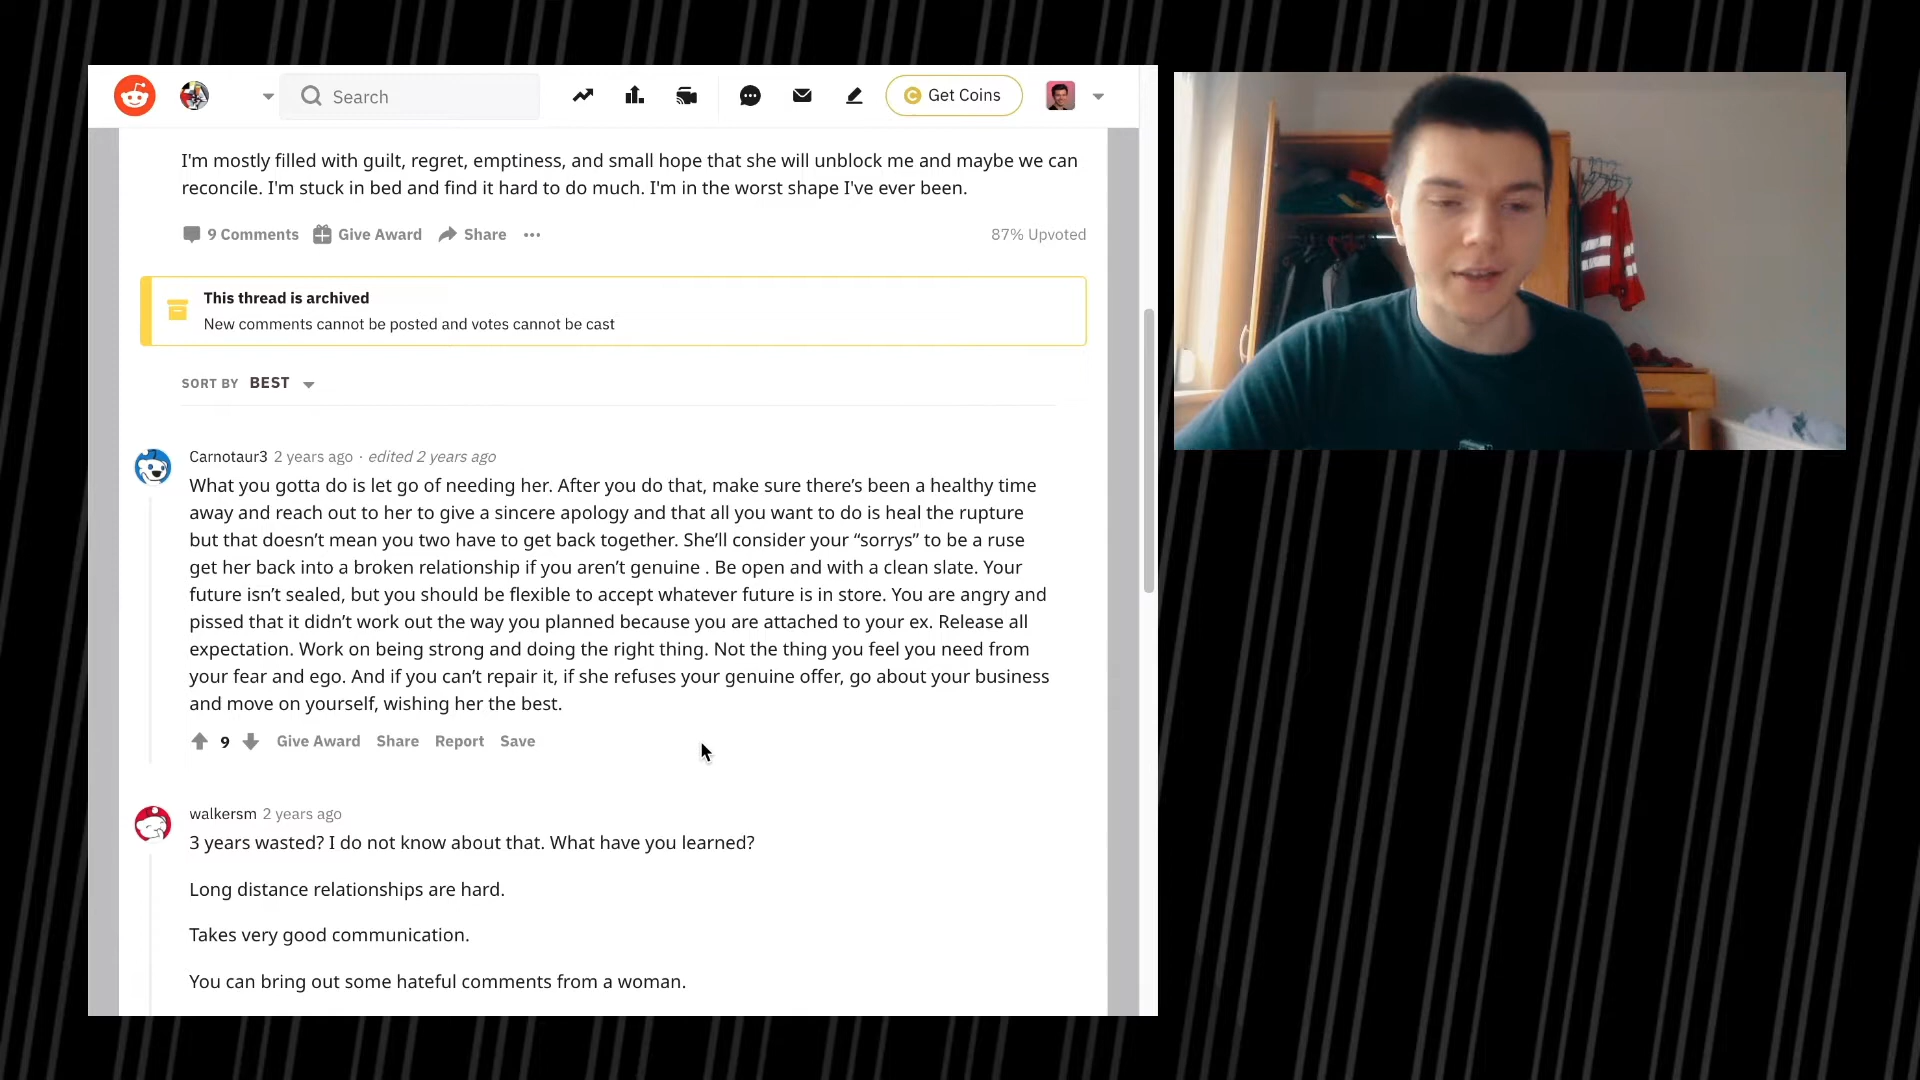 Search
Get Coins
I'm mostly filled with guilt, regret, emptiness, and small hope that she will unblock me and maybe we can
reconcile. I'm stuck in bed and find it hard to do much. I'm in the worst shape I've ever been.
9 Comments Give Award Share ... 87% Upvoted
This thread is archived
New comments cannot be posted and votes cannot be cast
SORT BY BEST
Carnotaur3 2 years ago · edited 2 years ago
What you gotta do is let go of needing her. After you do that, make sure there’s been a healthy time
away and reach out to her to give a sincere apology and that all you want to do is heal the rupture
but that doesn’t mean you two have to get back together. She’ll consider your “sorrys” to be a ruse
get her back into a broken relationship if you aren’t genuine . Be open and with a clean slate. Your
future isn’t sealed, but you should be flexible to accept whatever future is in store. You are angry and
pissed that it didn’t work out the way you planned because you are attached to your ex. Release all
expectation. Work on being strong and doing the right thing. Not the thing you feel you need from
your fear and ego. And if you can’t repair it, if she refuses your genuine offer, go about your business
and move on yourself, wishing her the best.
9 Give Award Share Report Save
walkersm 2 years ago
3 years wasted? I do not know about that. What have you learned?
Long distance relationships are hard.
Takes very good communication.
You can bring out some hateful comments from a woman.